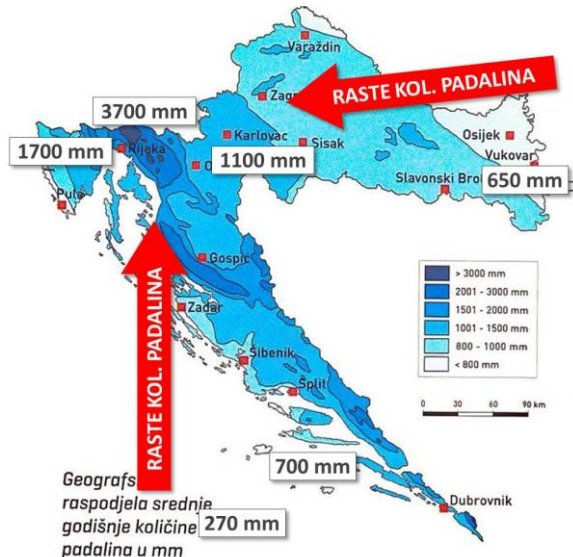 Varaždin
RASTE KOL. PADALINA
3700 mm
Karlovac
Osijek
1700 mm
Rijeka
1100 mm
Sisak
Vukovar
650 mm
Slavonski
Pula
Gospić
RASTE KOL. PADALINA
> 3000 mm
2001 - 3000 mm
1501 - 2000 mm
1001 - 1500 mm
800 - 1000 mm
< 800 mm
Zadar
Šibenik
Split
0 30 60 90 km
700 mm
raspodjela srednje
godišnje količine
270 mm
padalina u mm
Dubrovnik